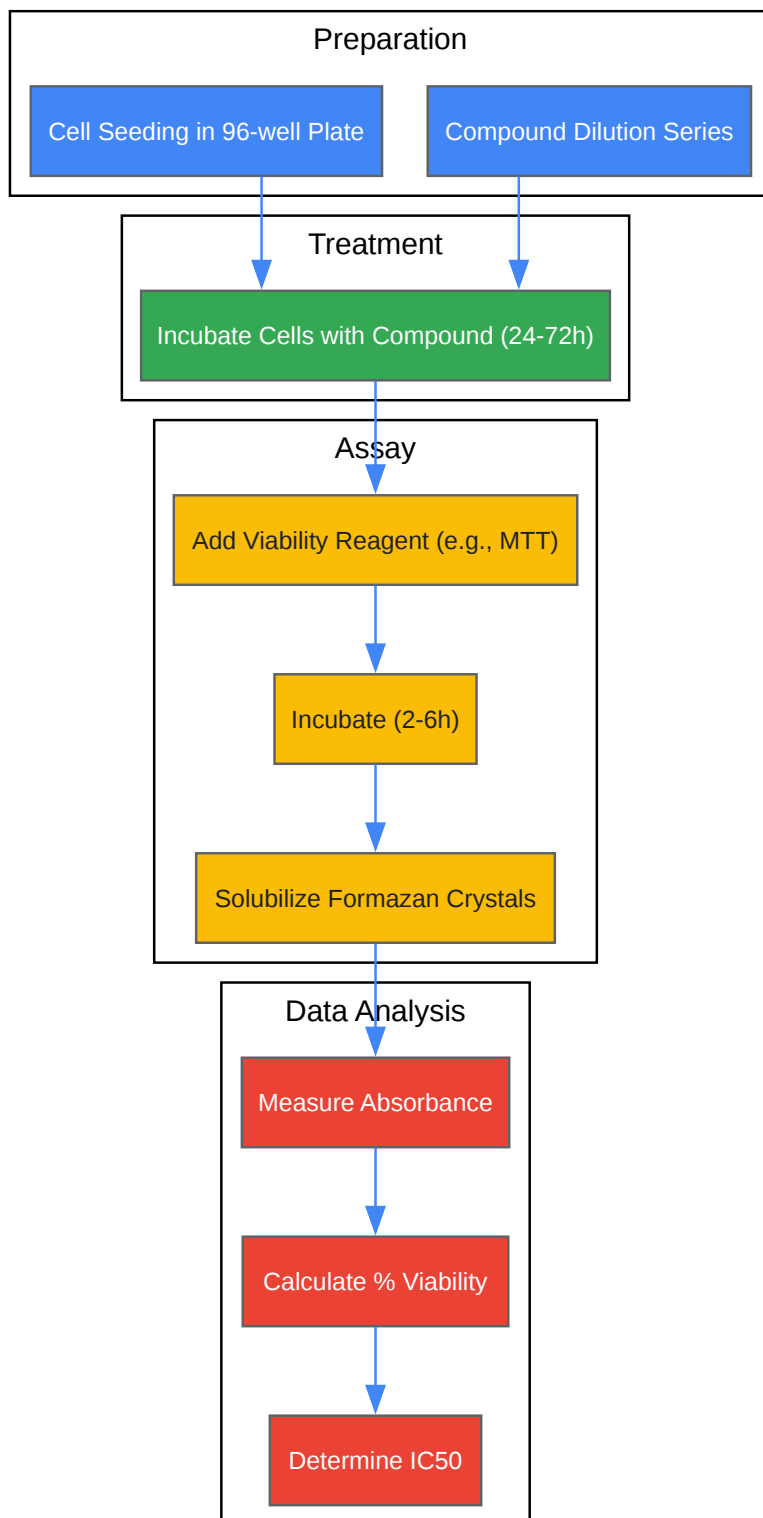 Preparation
Cell Seeding in 96-well Plate
Compound Dilution Series
Treatment
Incubate Cells with Compound (24-72h)
Assay
Add Viability Reagent (e.g., MTT)
Incubate (2-6h)
Solubilize Formazan Crystals
Data Analysis
Measure Absorbance
Calculate % Viability
Determine IC50